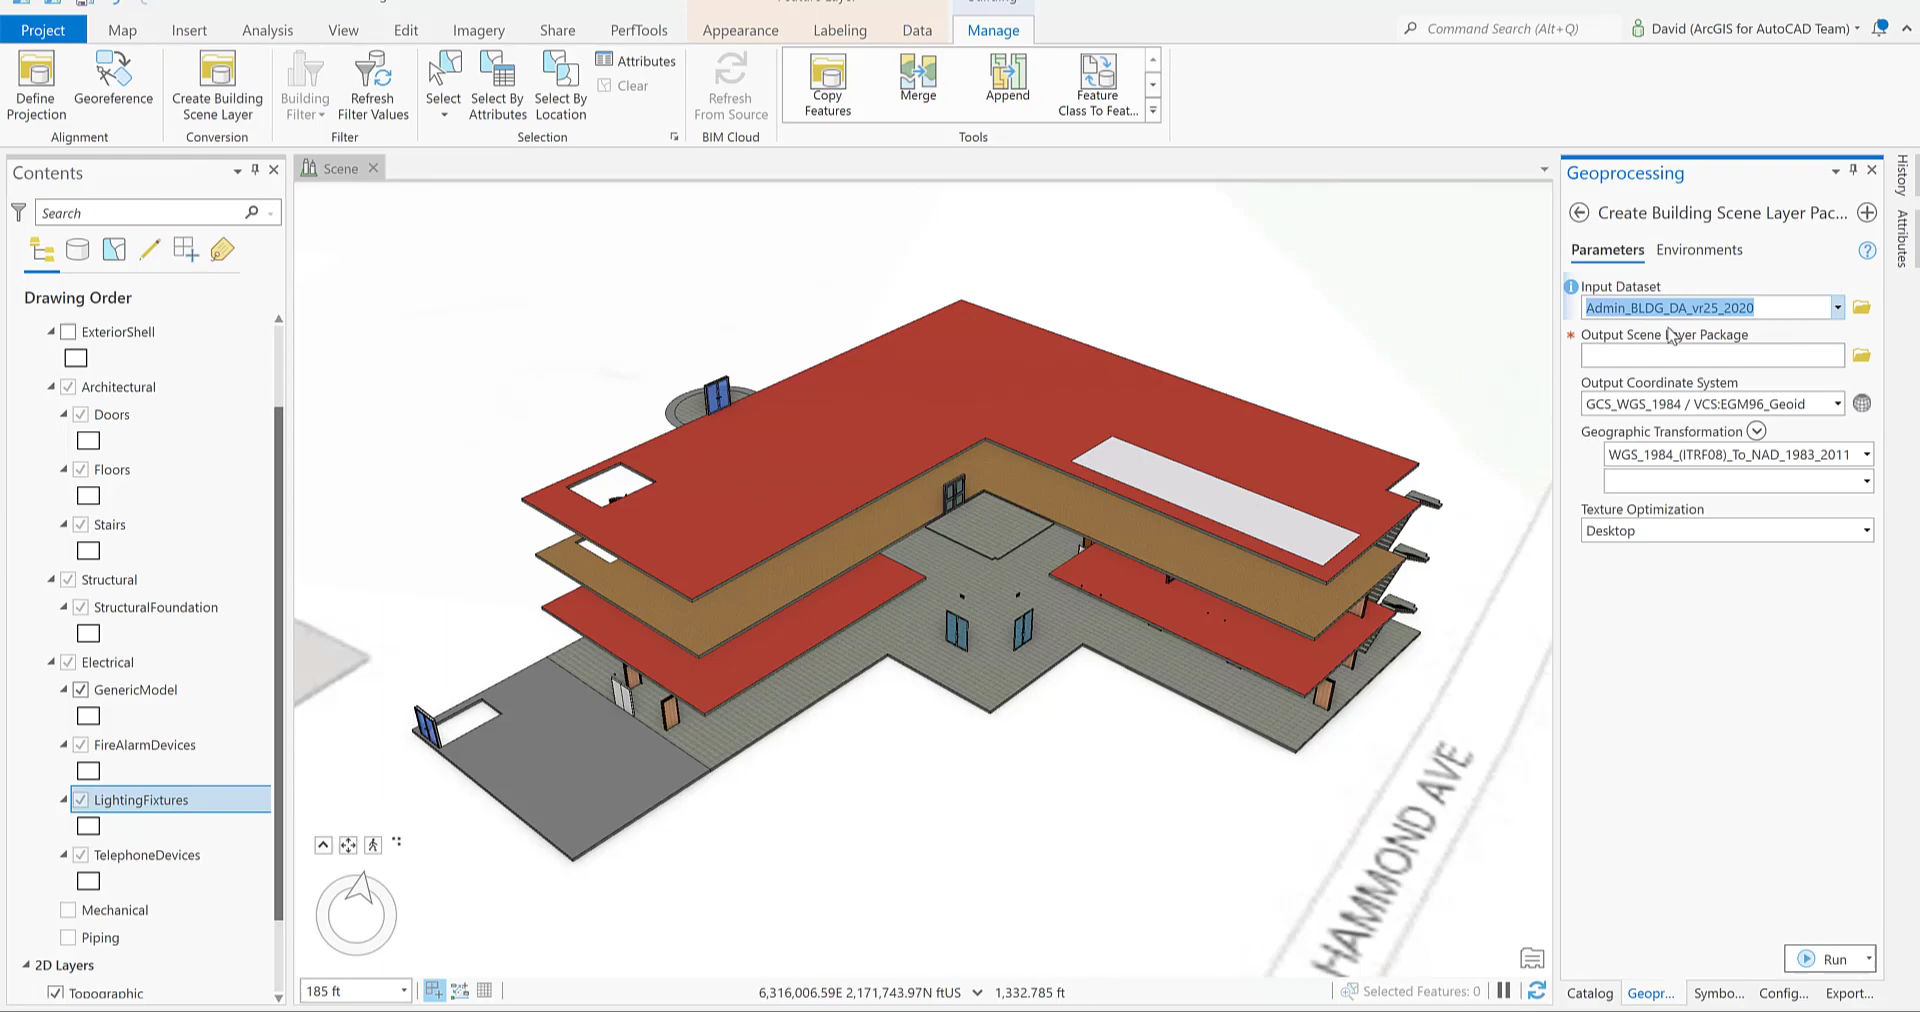 Project
Map
Insert
Analysis
View
Edit
Imagery
Share
PerfTools
Appearance
Labeling
Data
Manage
Command Search (Alt+Q)
David (ArcGIS for AutoCAD Team)
Define
Projection
Georeference
Alignment
Create Building
Scene Layer
Conversion
Building
Filter
Refresh
Filter Values
Filter
Select
Select By
Attributes
Select By
Location
Attributes
Clear
Selection
Refresh
From Source
BIM Cloud
Copy
Features
Merge
Append
Feature
Class To Feat...
Tools
Contents
Search
Drawing Order
ExteriorShell
Architectural
Doors
Floors
Stairs
Structural
StructuralFoundation
Electrical
GenericModel
FireAlarmDevices
LightingFixtures
TelephoneDevices
Mechanical
Piping
2D Layers
Topographic
Scene
HAMMOND AVE
185 ft
6,316,006.59E 2,171,743.97N ftUS
1,332.785 ft
Selected Features: 0
Geoprocessing
Create Building Scene Layer Pac...
Parameters
Environments
Input Dataset
Admin_BLDG_DA_vr25_2020
* Output Scene Layer Package
Output Coordinate System
GCS_WGS_1984 / VCS:EGM96_Geoid
Geographic Transformation
WGS_1984_(ITRF08)_To_NAD_1983_2011
Texture Optimization
Desktop
Run
Catalog
Geopr...
Symbo...
Config...
Export...
History
Attributes